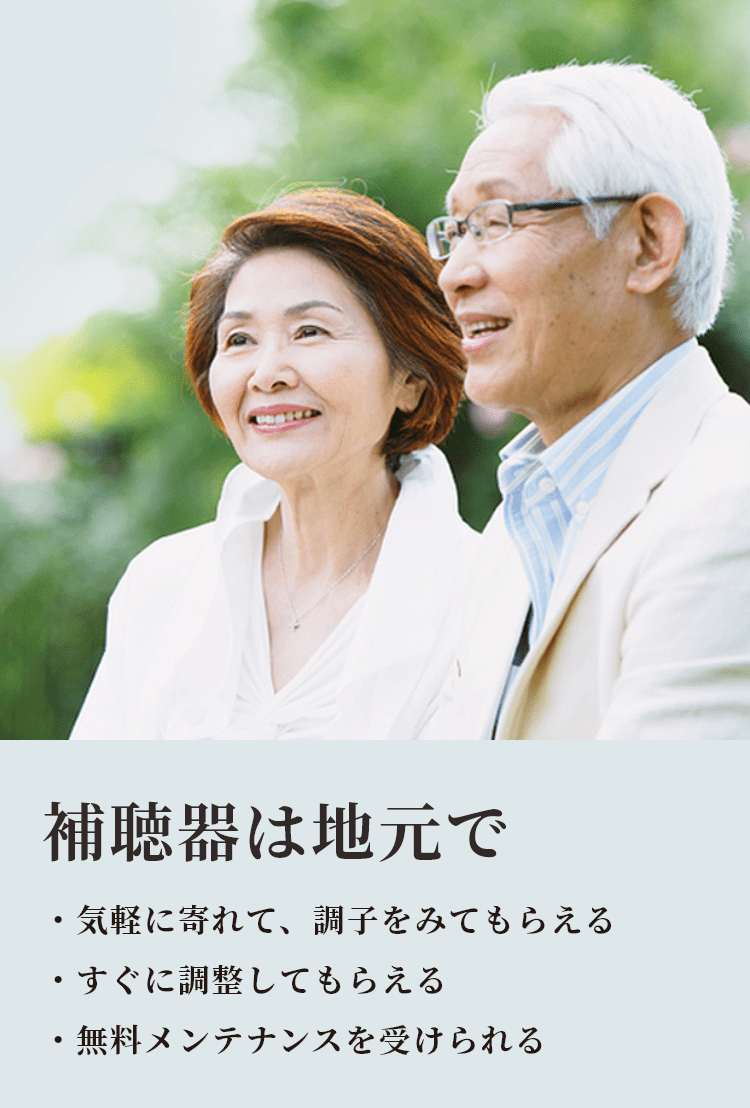 補聴器は地元で
・気軽に寄れて、調子をみてもらえる
・すぐに調整してもらえる
・無料メンテナンスを受けられる